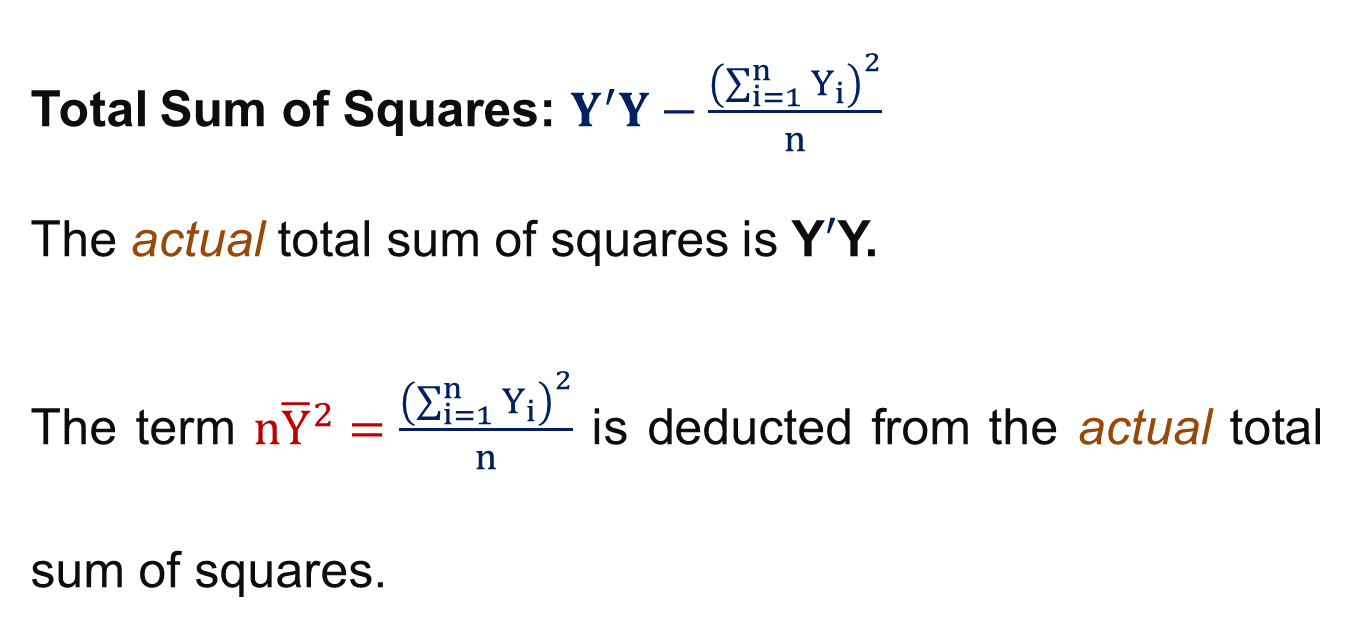 Total Sum of Squares: Y′Y − (∑ⁿᵢ₌₁ Yᵢ)² / n
The actual total sum of squares is Y′Y.
The term nȲ² = (∑ⁿᵢ₌₁ Yᵢ)² / n is deducted from the actual total
sum of squares.